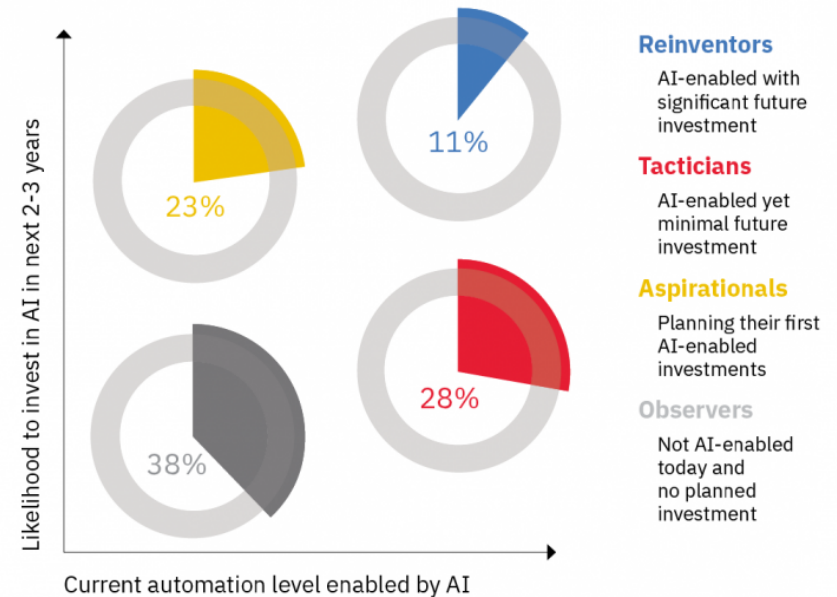 Likelihood to invest in AI in next 2-3 years
23%
11%
38%
28%
Current automation level enabled by AI
Reinventors
AI-enabled with
significant future
investment
Tacticians
AI-enabled yet
minimal future
investment
Aspirationals
Planning their first
AI-enabled
investments
Observers
Not AI-enabled
today and
no planned
investment